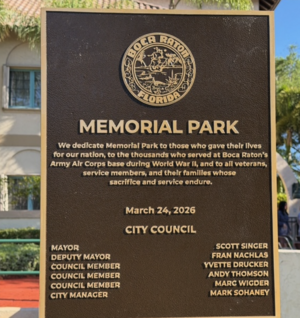 BOCA RATON
FLORIDA
MEMORIAL PARK
We dedicate Memorial Park to those who gave their lives
for our nation, to the thousands who served at Boca Raton's
Army Air Corps base during World War II, and to all veterans,
service members, and their families whose
sacrifice and service endure.
March 24, 2026
CITY COUNCIL
MAYOR SCOTT SINGER
DEPUTY MAYOR FRAN NACHLAS
COUNCIL MEMBER YVETTE DRUCKER
COUNCIL MEMBER ANDY THOMSON
COUNCIL MEMBER MARC WIGDER
CITY MANAGER MARK SOHANEY